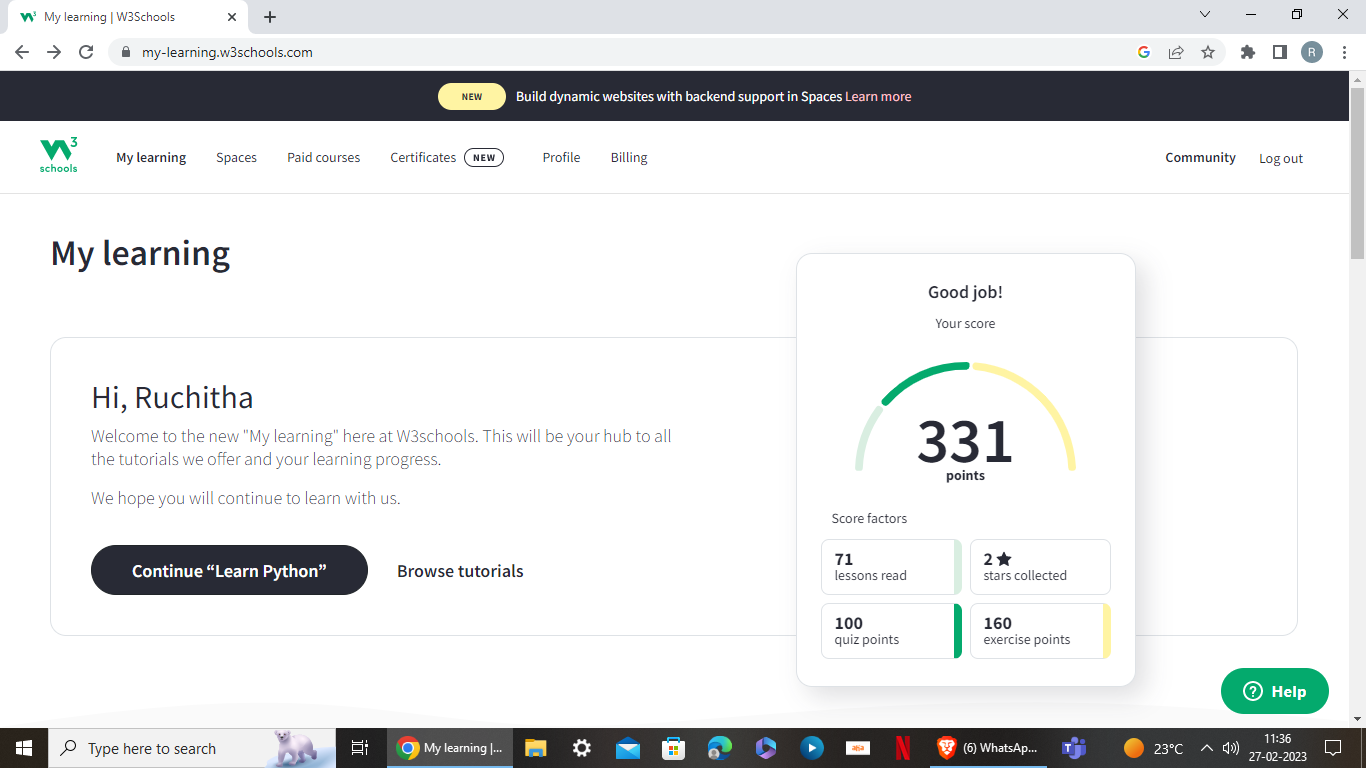 My learning | W3Schools
my-learning.w3schools.com
R
NEW Build dynamic websites with backend support in Spaces Learn more
W3 schools
My learning Spaces Paid courses Certificates NEW Profile Billing Community Log out
My learning
Hi, Ruchitha
Welcome to the new "My learning" here at W3schools. This will be your hub to all
the tutorials we offer and your learning progress.
We hope you will continue to learn with us.
Continue “Learn Python” Browse tutorials
Good job!
Your score
331
points
Score factors
71
lessons read
2
stars collected
100
quiz points
160
exercise points
Help
Type here to search
My learning |...
(6) WhatsAp...
23°C
11:36
27-02-2023